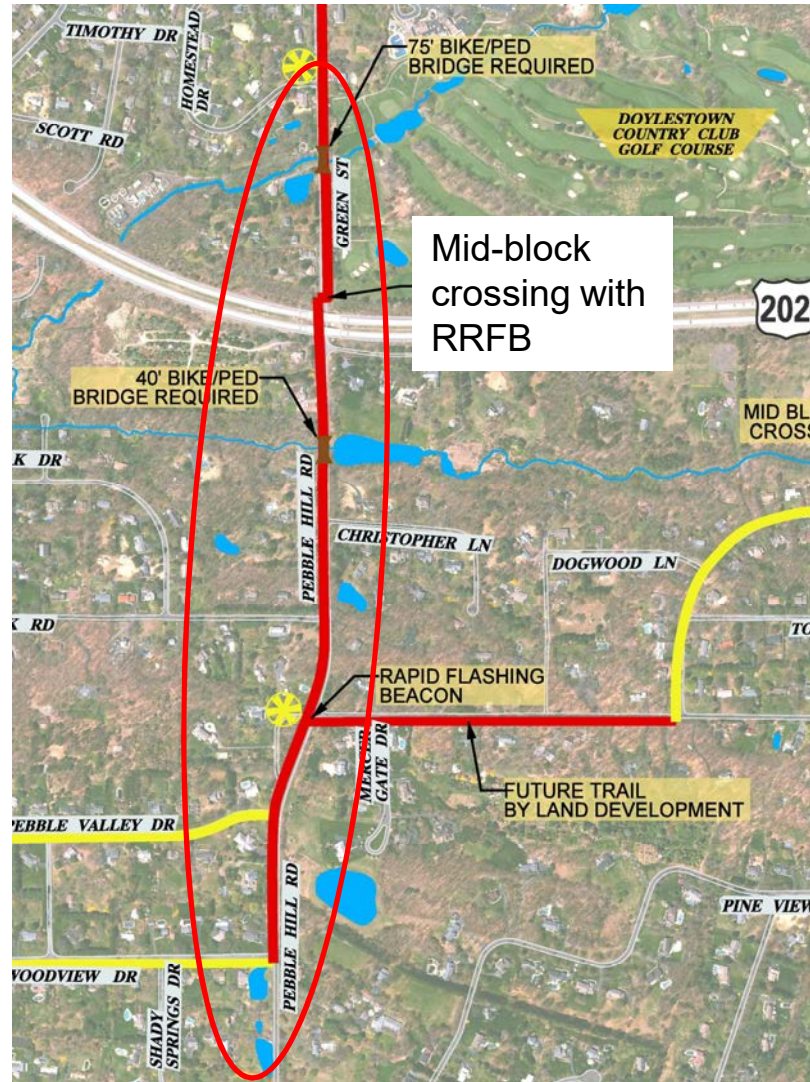 TIMOTHY DR
HOMESTEAD
DR
75' BIKE/PED
BRIDGE REQUIRED
DOYLESTOWN
COUNTRY CLUB
GOLF COURSE
SCOTT RD
GREEN ST
Mid-block
crossing with
RRFB
202
40' BIKE/PED
BRIDGE REQUIRED
MID BL
CROSS
K DR
PEBBLE HILL RD
CHRISTOPHER LN
DOGWOOD LN
K RD
TO
RAPID FLASHING
BEACON
MERCER
GATE DR
FUTURE TRAIL
BY LAND DEVELOPMENT
PEBBLE VALLEY DR
PEBBLE HILL RD
PINE VIEW
WOODVIEW DR
SHADY
SPRINGS DR